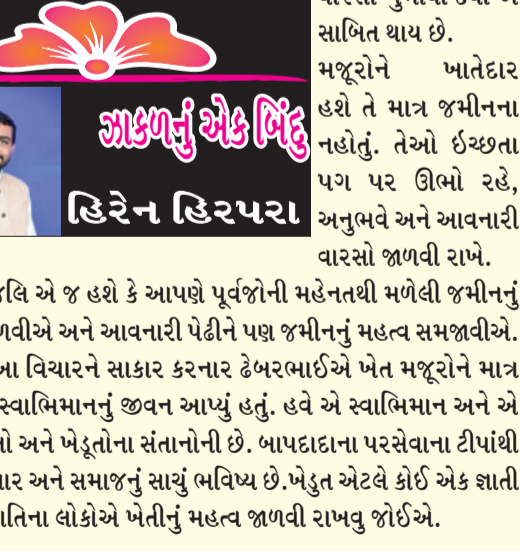 સાબિત થાય છે.
મજૂરોને ખાતેદાર
હશે તે માત્ર જમીનના
નહોતું. તેઓ ઇચ્છતા
પગ પર ઊભો રહે,
અનુભવે અને આવનારી
વારસો જાળવી રાખે.
ઝાકળનું એક બિંદુ
હિરેન હિરપરા
એ જ હશે કે આપણે પૂર્વજોની મહેનતથી મળેલી જમીનનું
અને આવનારી પેઢીને પણ જમીનનું મહત્વ સમજાવીએ.
વિચારને સાકાર કરનાર ઢેબરભાઈએ ખેત મજૂરોને માત્ર
સ્વાભિમાનનું જીવન આપ્યું હતું. હવે એ સ્વાભિમાન અને એ
અને ખેડૂતોના સંતાનોની છે. બાપદાદાના પરસેવાના ટીપાંથી
અને સમાજનું સાચું ભવિષ્ય છે.ખેડુત એટલે કોઈ એક જ્ઞાતી
લોકોએ ખેતીનું મહત્વ જાળવી રાખવુ જોઈએ.